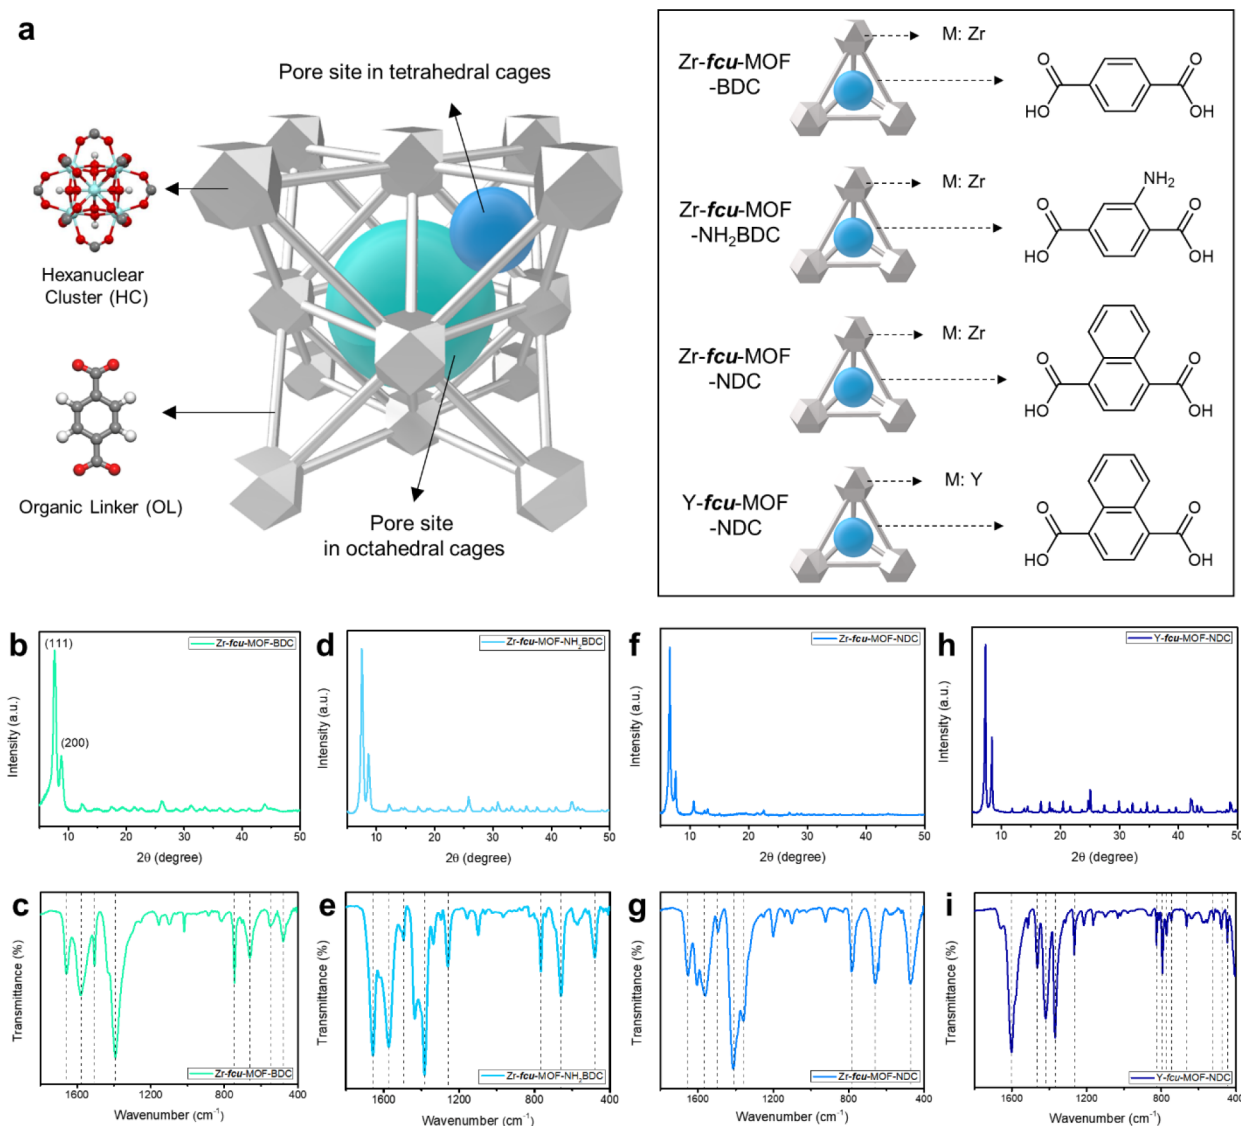 a
Pore site in tetrahedral cages
Hexanuclear
Cluster (HC)
Organic Linker (OL)
Pore site
in octahedral cages
Zr-fcu-MOF
-BDC
M: Zr
O
OH
O
HO
Zr-fcu-MOF
-NH₂BDC
M: Zr
NH₂
O
OH
O
HO
Zr-fcu-MOF
-NDC
M: Zr
O
OH
O
HO
Y-fcu-MOF
-NDC
M: Y
O
OH
O
HO
b
(111)
(200)
Zr-fcu-MOF-BDC
Intensity (a.u.)
10 20 30 40 50
2θ (degree)
d
Zr-fcu-MOF-NH₂BDC
Intensity (a.u.)
10 20 30 40 50
2θ (degree)
f
Zr-fcu-MOF-NDC
Intensity (a.u.)
10 20 30 40 50
2θ (degree)
h
Y-fcu-MOF-NDC
Intensity (a.u.)
10 20 30 40 50
2θ (degree)
c
Transmittance (%)
Zr-fcu-MOF-BDC
1600 1200 800 400
Wavenumber (cm⁻¹)
e
Transmittance (%)
Zr-fcu-MOF-NH₂BDC
1600 1200 800 400
Wavenumber (cm⁻¹)
g
Transmittance (%)
Zr-fcu-MOF-NDC
1600 1200 800 400
Wavenumber (cm⁻¹)
i
Transmittance (%)
Y-fcu-MOF-NDC
1600 1200 800 400
Wavenumber (cm⁻¹)